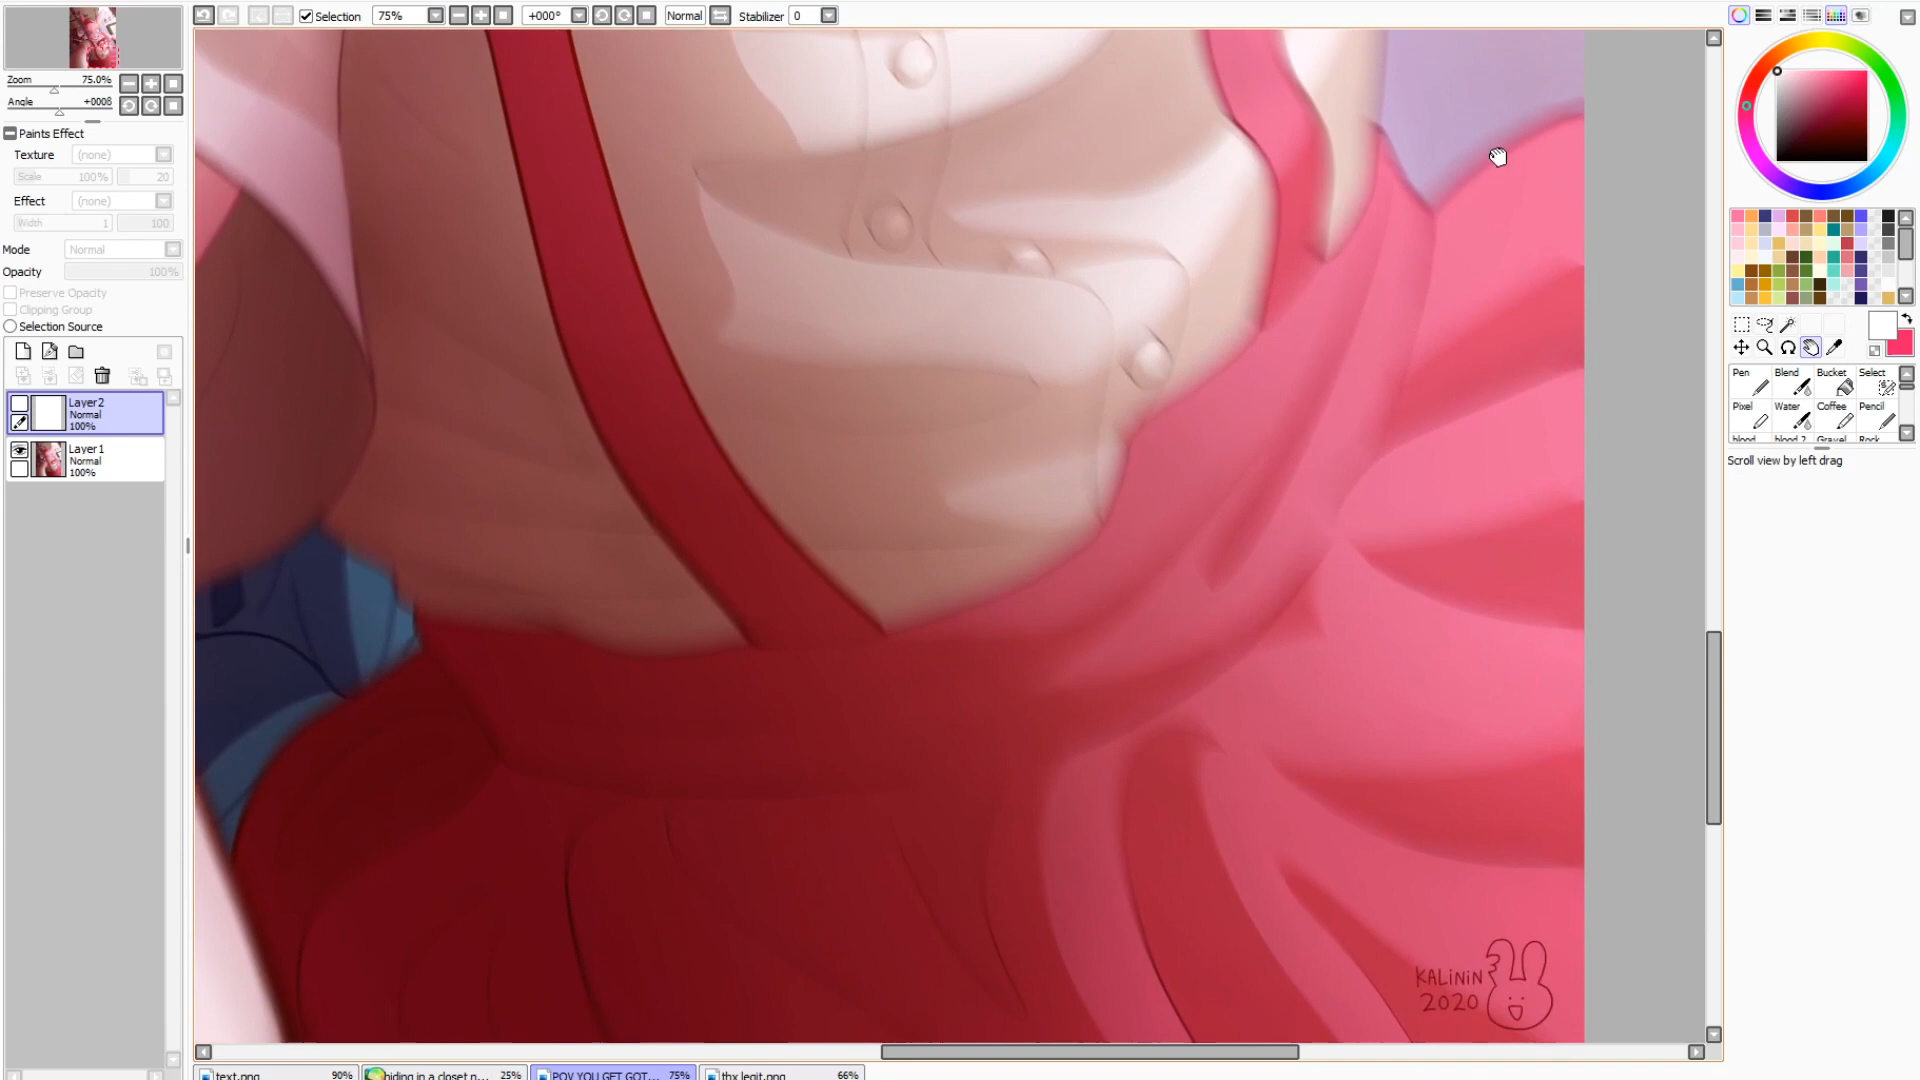 Selection
75%
+000°
Normal
Stabilizer
0
Zoom
75.0%
Angle
+000ß
Paints Effect
Texture
(none)
Scale
100%
20
Effect
(none)
Width
1
100
Mode
Normal
Opacity
100%
Preserve Opacity
Clipping Group
Selection Source
Layer2
Normal
100%
Layer1
Normal
100%
Pen
Blend
Bucket
Select
Pixel
Water
Coffee
Pencil
blood
blood 2
Gravel
Rock
Scroll view by left drag
KALiNiN
2020
text.png
90%
hiding in a closet n...
25%
POV YOU GET GOT...
75%
thx legit.png
66%